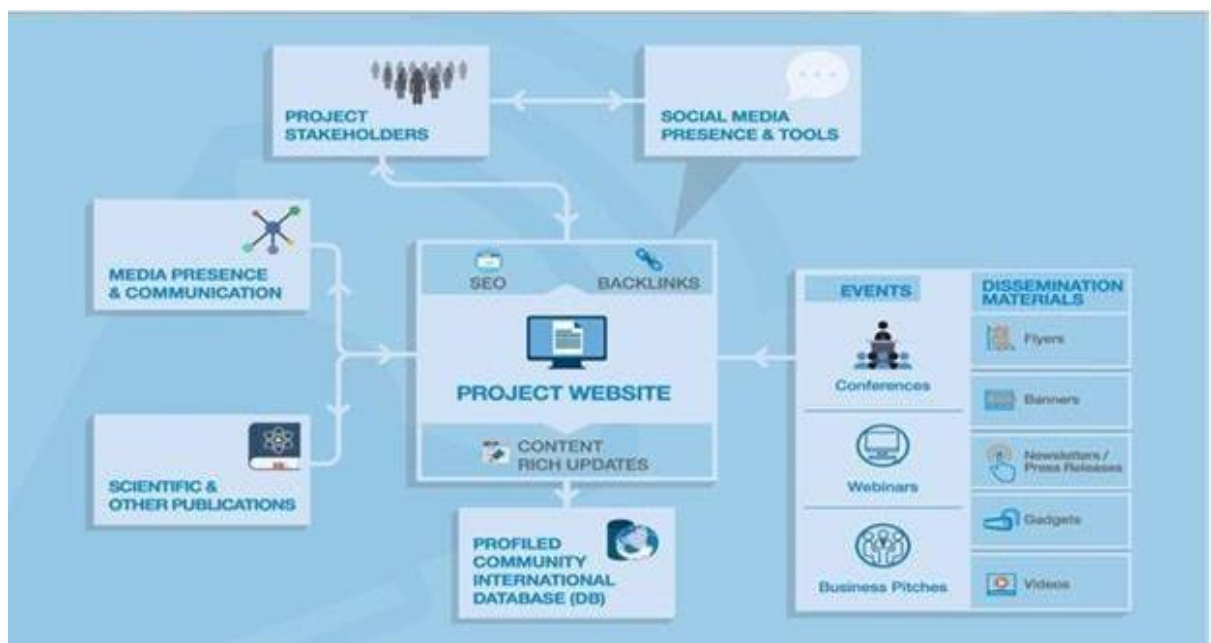 PROJECT
STAKEHOLDERS
SOCIAL MEDIA
PRESENCE & TOOLS
MEDIA PRESENCE
& COMMUNICATION
SEO
BACKLINKS
PROJECT WEBSITE
CONTENT
RICH UPDATES
SCIENTIFIC &
OTHER PUBLICATIONS
PROFILED
COMMUNITY
INTERNATIONAL
DATABASE (DB)
EVENTS
Conferences
Webinars
Business Pitches
DISSEMINATION
MATERIALS
Flyers
Banners
Newsletters /
Press Releases
Gadgets
Videos